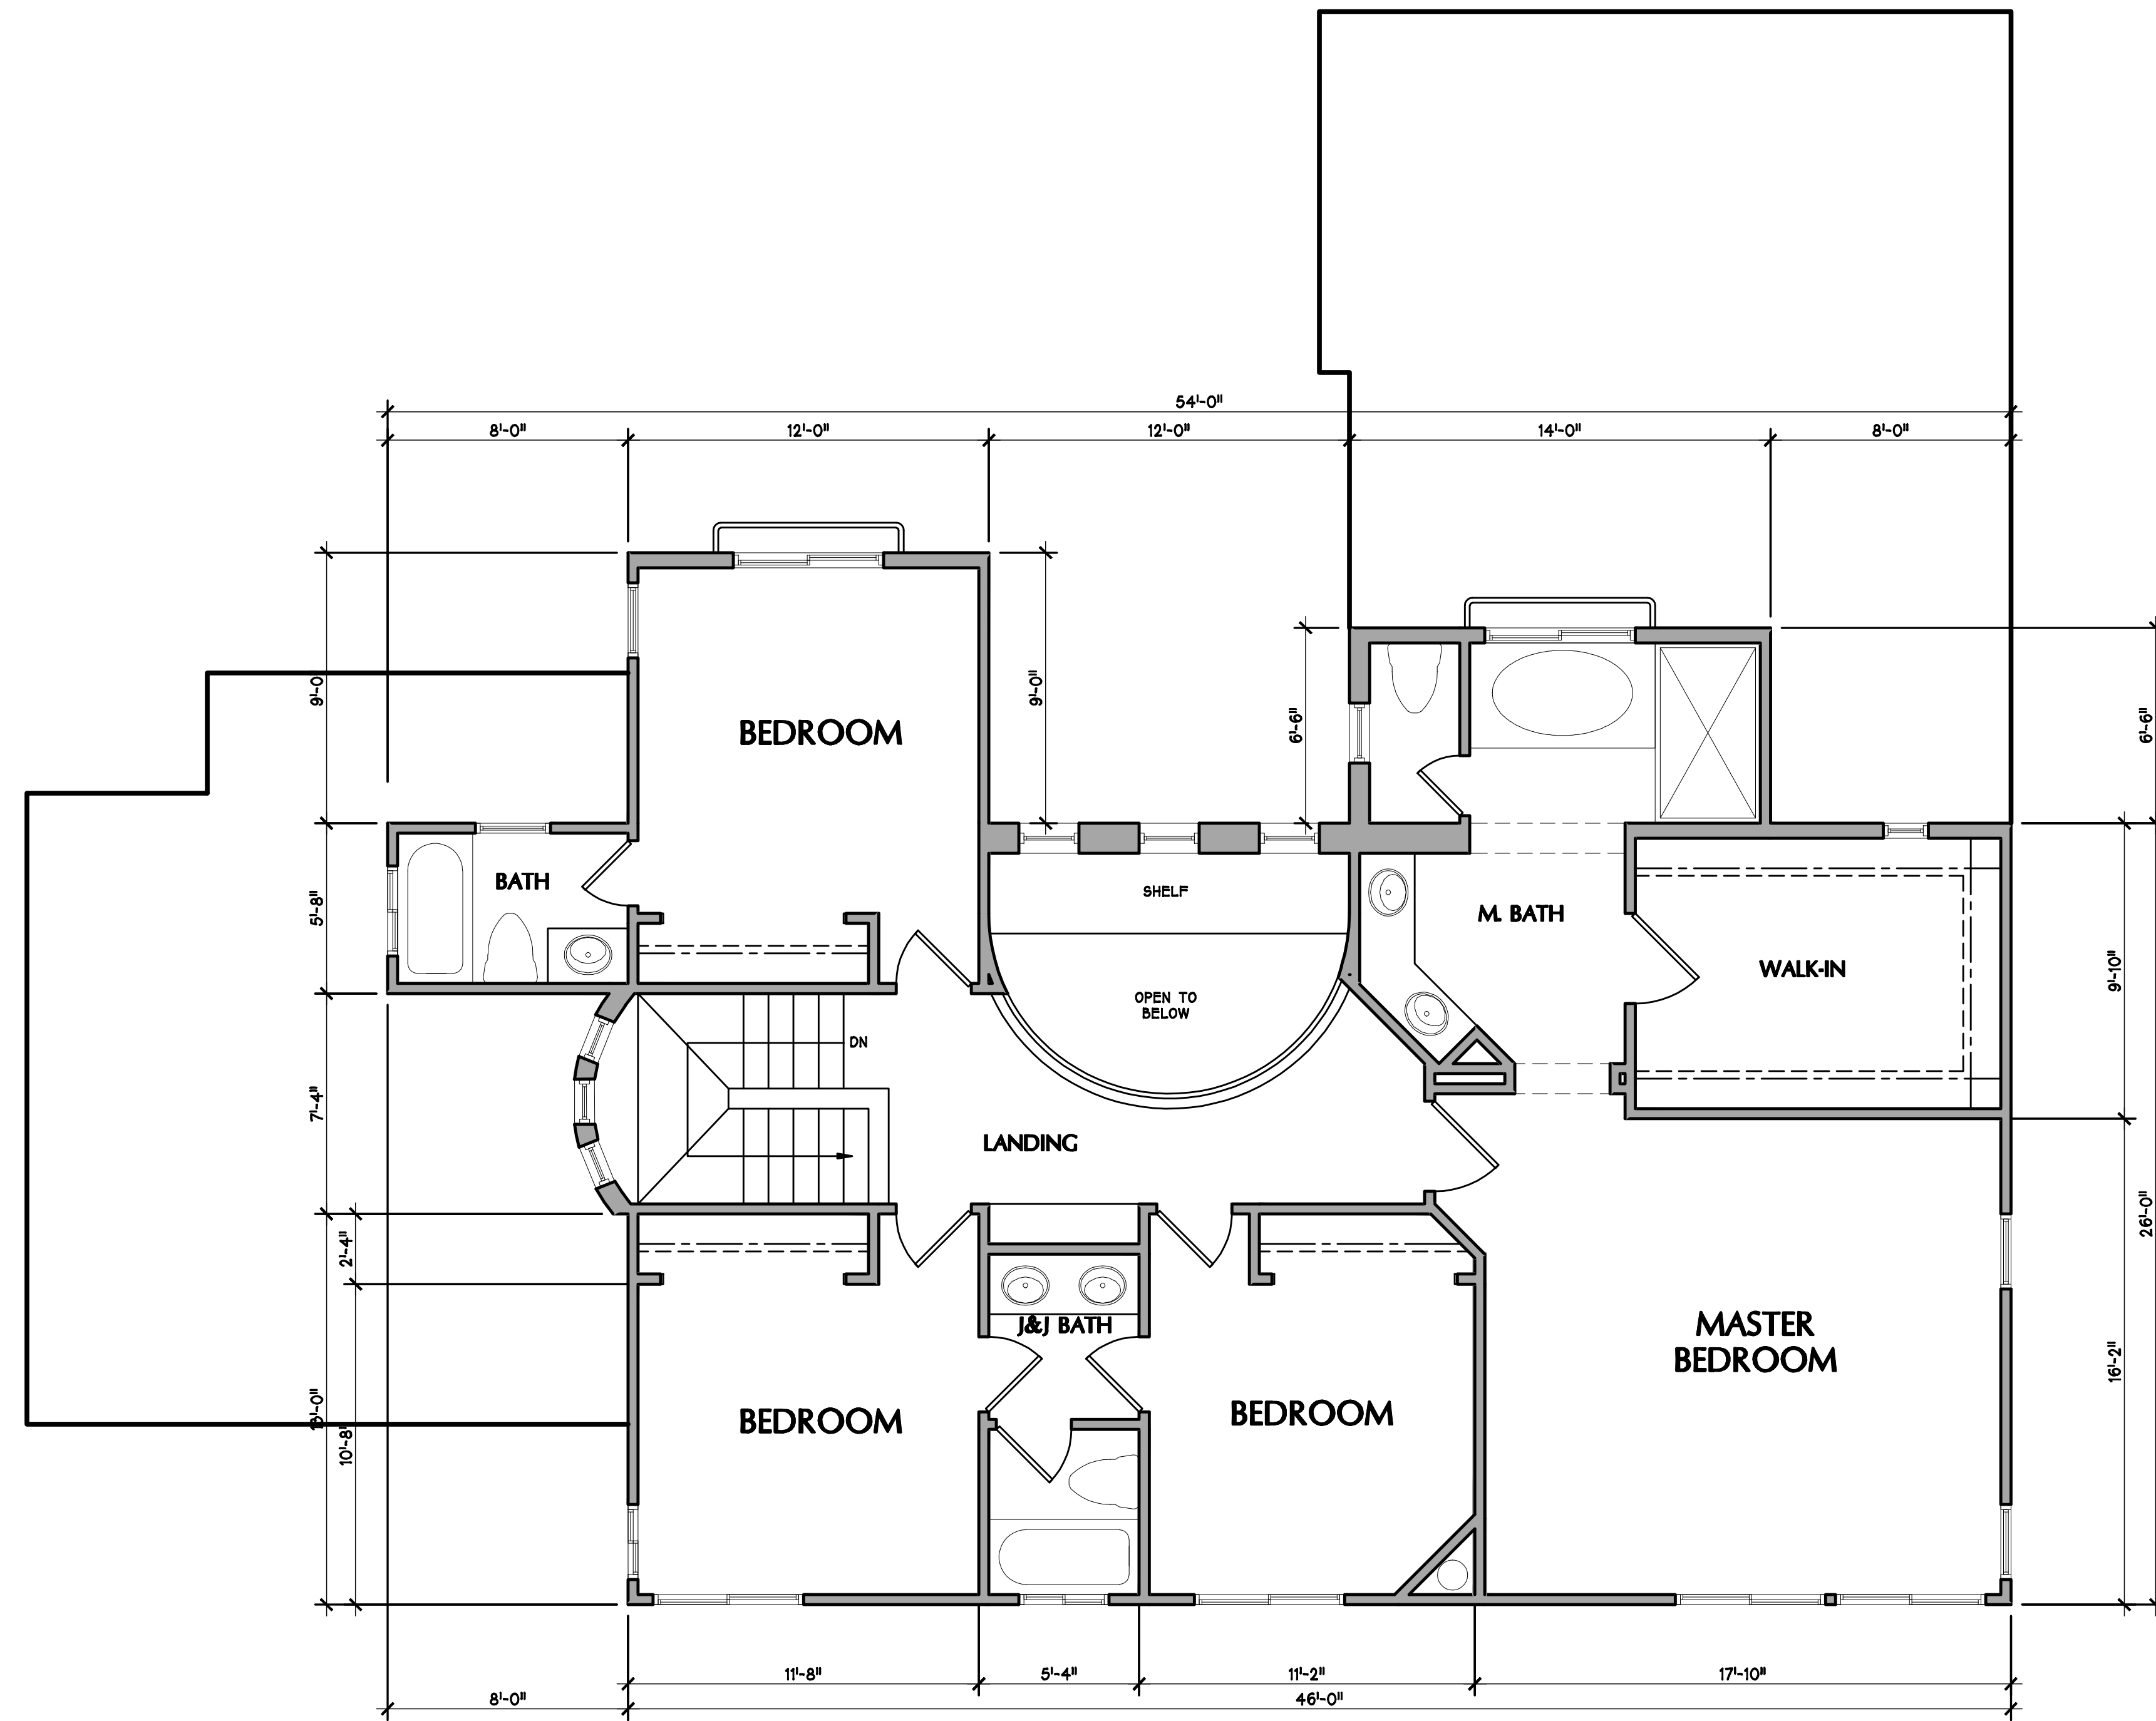 54'-0"
8'-0"
12'-0"
12'-0"
14'-0"
8'-0"
9'-0
9'-0"
6'-6"
6'-6"
BEDROOM
BATH
5'-8"
SHELF
M. BATH
WALK-IN
9'-10"
OPEN TO
BELOW
DN
7'-4"
LANDING
26'-0"
2'-4"
J&J BATH
MASTER
BEDROOM
16'-2"
BEDROOM
BEDROOM
10'-8"
11'-8"
5'-4"
11'-2"
17'-10"
8'-0"
46'-0"